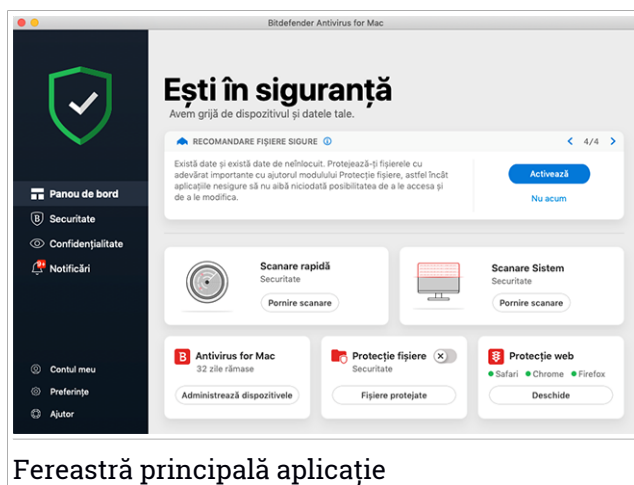 Bitdefender Antivirus for Mac
Ești în siguranță
Avem grijă de dispozitivul și datele tale.
RECOMANDARE FIȘIERE SIGURE
4/4
Există date și există date de neînlocuit. Protejează-ți fișierele cu
adevărat importante cu ajutorul modulului Protecție fișiere, astfel încât
aplicațiile nesigure să nu aibă niciodată posibilitatea de a le accesa și
de a le modifica.
Activează
Nu acum
Panou de bord
B Securitate
Confidențialitate
9+
Notificări
Contul meu
Preferințe
Ajutor
Scanare rapidă
Securitate
Pornire scanare
Scanare Sistem
Securitate
Pornire scanare
B Antivirus for Mac
32 zile rămase
Administrează dispozitivele
Protecție fișiere
Securitate
Fișiere protejate
Protecție web
Safari Chrome Firefox
Deschide
Fereastră principală aplicație